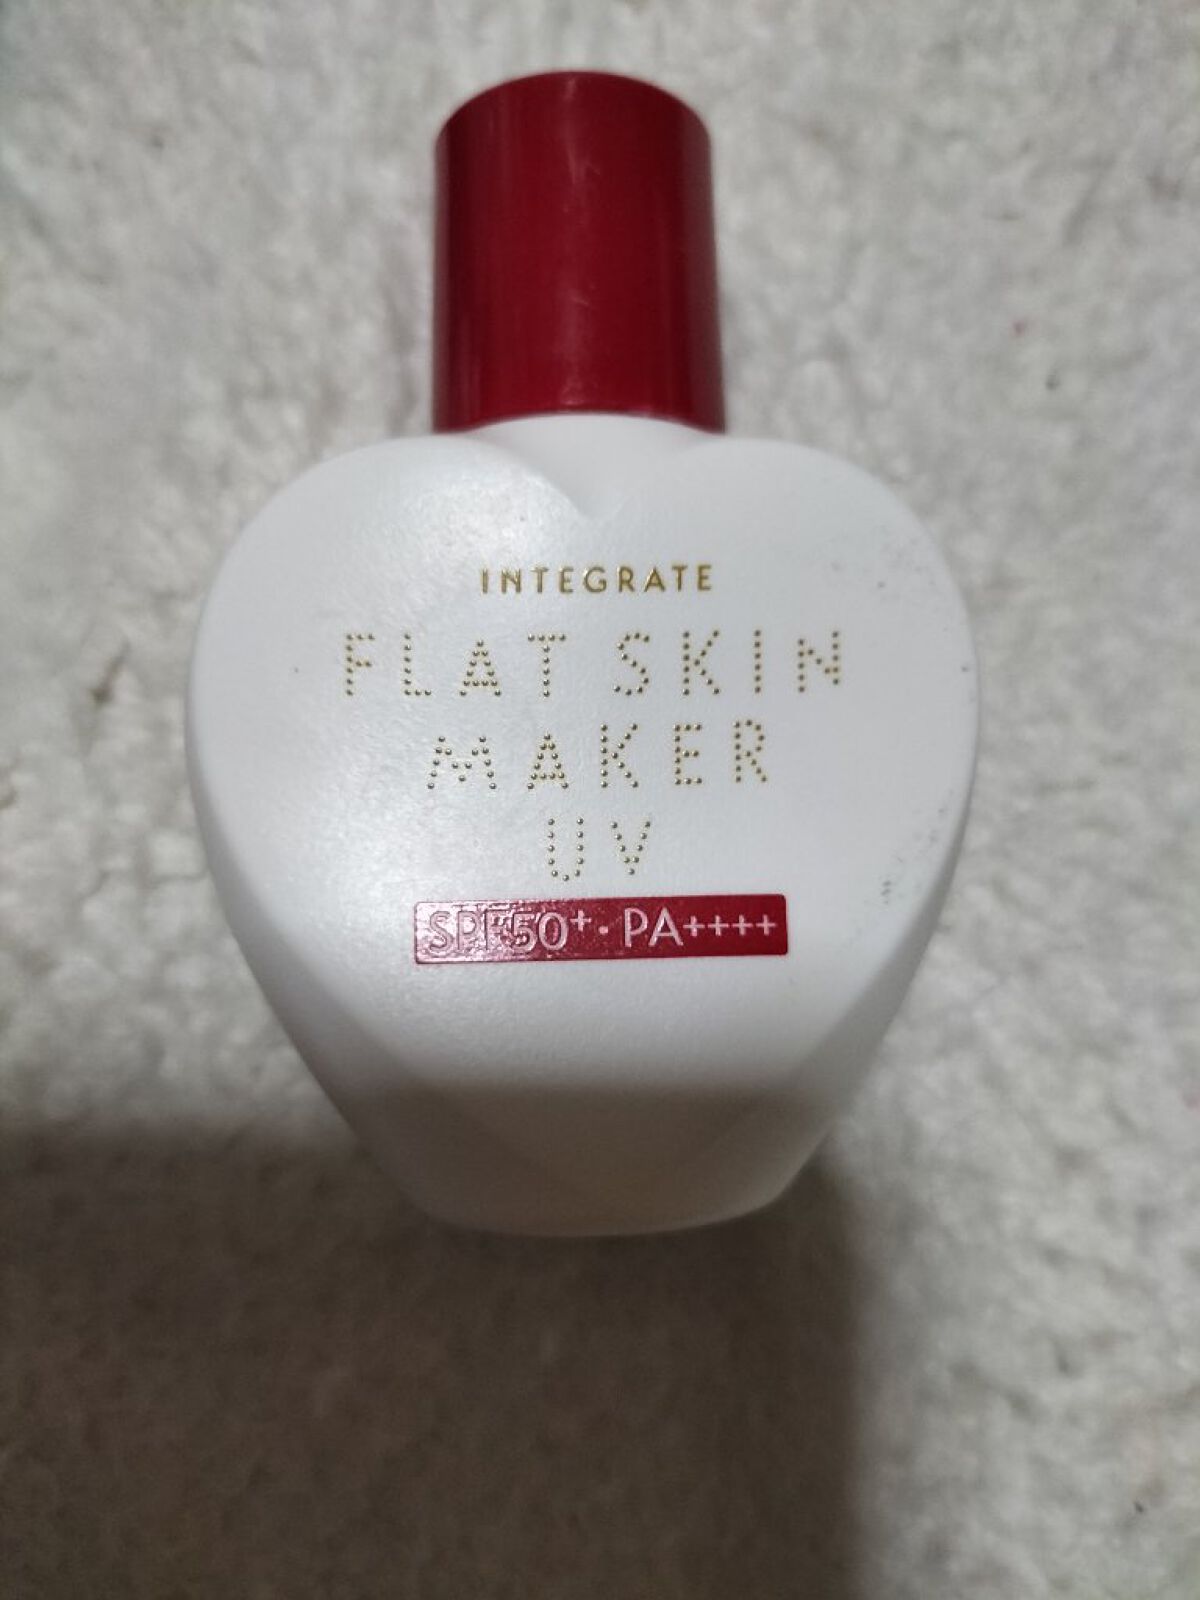 INTEGRATE
FLAT SKIN
MAKER
UV
SPF50+・PA++++